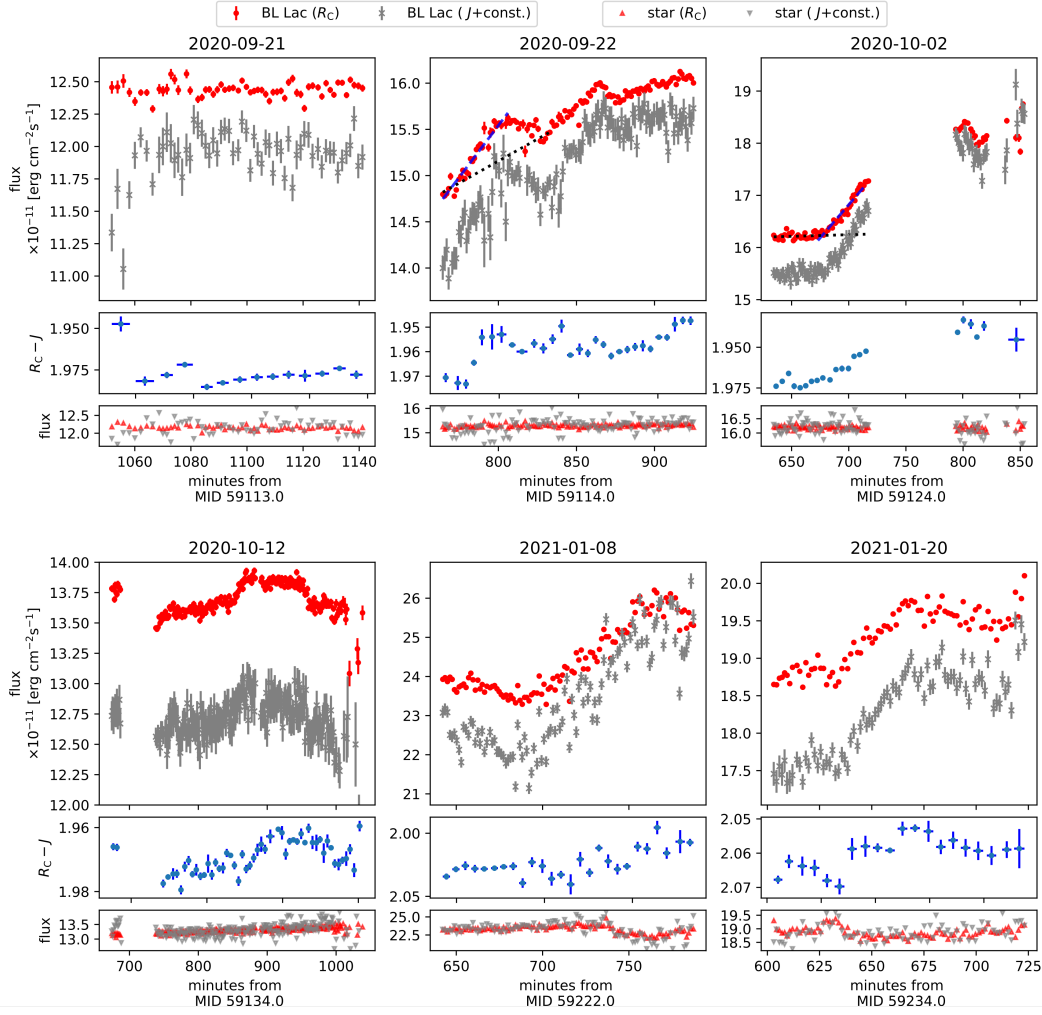 BL Lac (R_C) BL Lac ( J+const.) star (R_C) star ( J+const.)
2020-09-21 2020-09-22 2020-10-02
flux
×10⁻¹¹ [erg cm⁻²s⁻¹]
12.50
12.25
12.00
11.75
11.50
11.25
11.00
16.0
15.5
15.0
14.5
14.0
19
18
17
16
15
R_C − J
1.950
1.975
1.95
1.96
1.97
1.950
1.975
flux
12.5
12.0
16
15
16.5
16.0
1060 1080 1100 1120 1140
800 850 900
650 700 750 800 850
minutes from
MID 59113.0
minutes from
MID 59114.0
minutes from
MID 59124.0
2020-10-12 2021-01-08 2021-01-20
flux
×10⁻¹¹ [erg cm⁻²s⁻¹]
14.00
13.75
13.50
13.25
13.00
12.75
12.50
12.25
12.00
26
25
24
23
22
21
20.0
19.5
19.0
18.5
18.0
17.5
R_C − J
1.96
1.98
2.00
2.05
2.05
2.06
2.07
flux
13.5
13.0
25.0
22.5
19.5
19.0
18.5
700 800 900 1000
650 700 750
600 625 650 675 700 725
minutes from
MID 59134.0
minutes from
MID 59222.0
minutes from
MID 59234.0